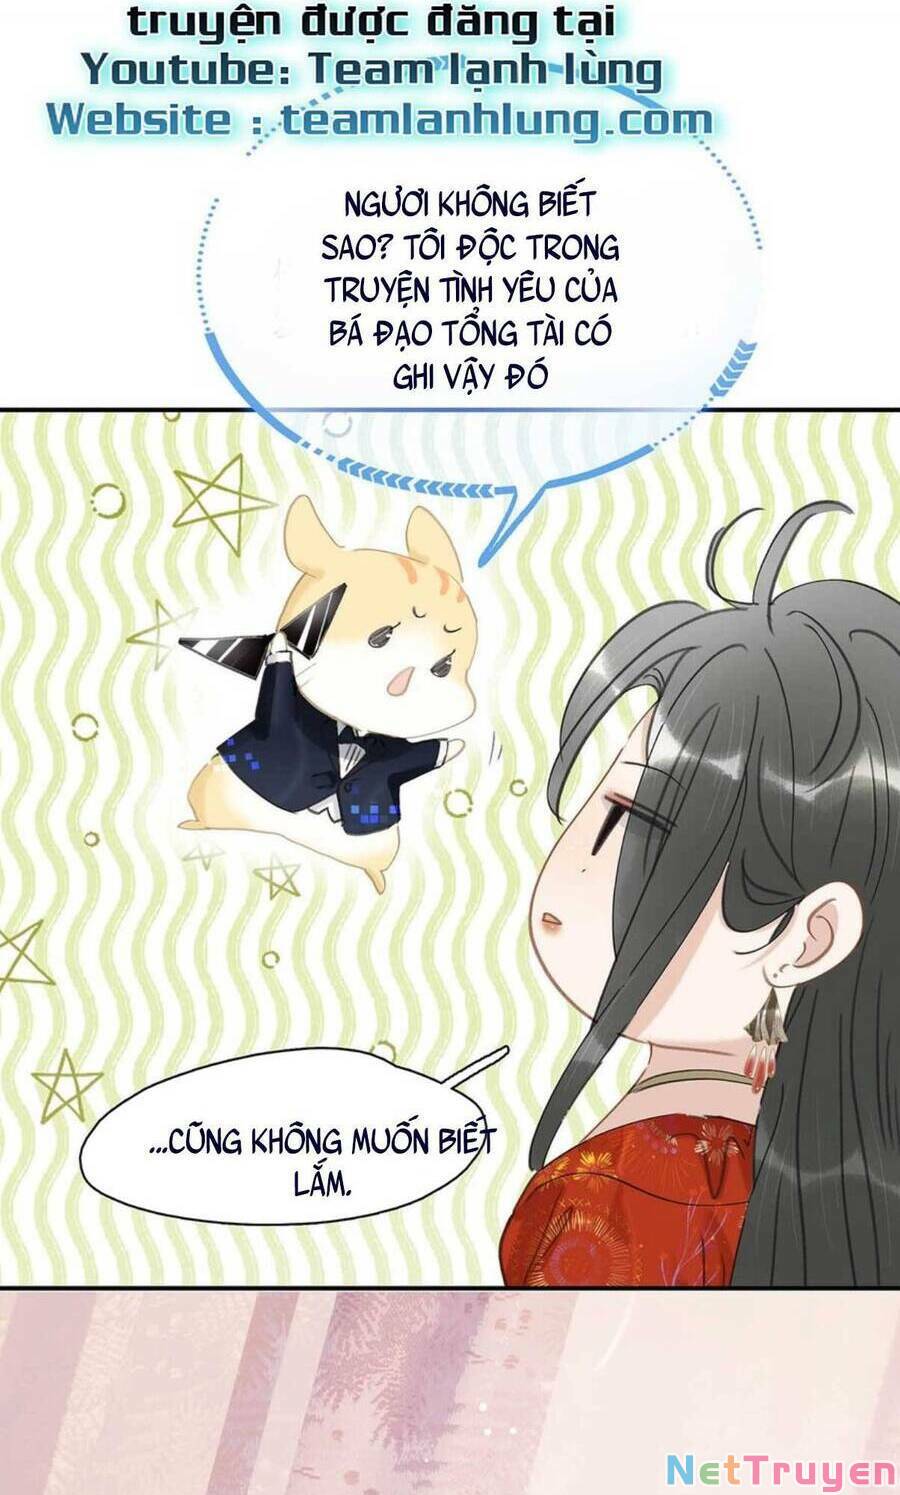 truyện được đăng tại
Youtube: Team lạnh lùng
Website : teamlanhlung.com
NGƯƠI KHÔNG BIẾT
SAO? TÔI ĐỘC TRONG
TRUYỆN TÌNH YÊU CỦA
BÁ ĐẠO TỔNG TÀI CÓ
GHI VẬY ĐÓ
...CŨNG KHÔNG MUỐN BIẾT
LẮM.
NetTruyen